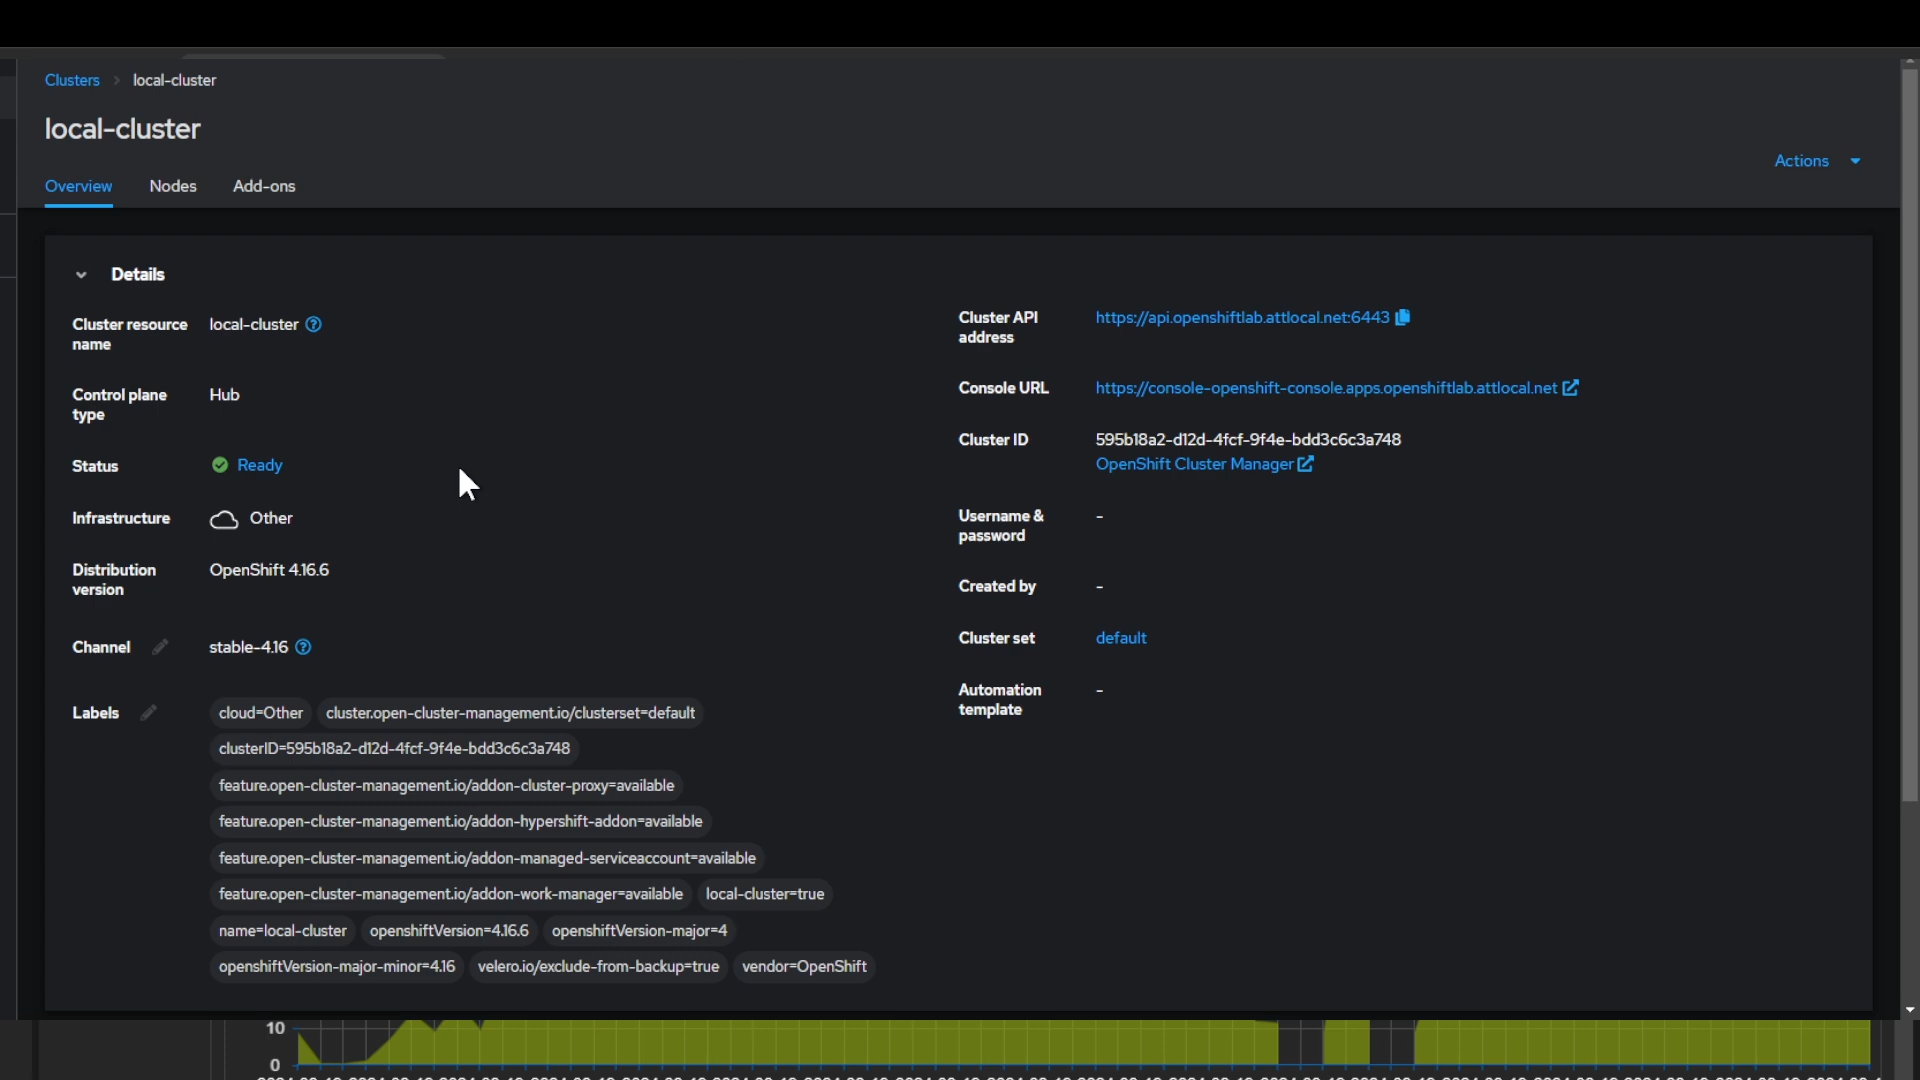 Clusters > local-cluster
local-cluster
Actions
Overview Nodes Add-ons
Details
Cluster resource name local-cluster
Control plane type Hub
Status Ready
Infrastructure Other
Distribution version OpenShift 4.16.6
Channel stable-4.16
Labels cloud=Other cluster.open-cluster-management.io/clusterset=default
clusterID=595b18a2-d12d-4fcf-9f4e-bdd3c6c3a748
feature.open-cluster-management.io/addon-cluster-proxy=available
feature.open-cluster-management.io/addon-hypershift-addon=available
feature.open-cluster-management.io/addon-managed-serviceaccount=available
feature.open-cluster-management.io/addon-work-manager=available local-cluster=true
name=local-cluster openshiftVersion=4.16.6 openshiftVersion-major=4
openshiftVersion-major-minor=4.16 velero.io/exclude-from-backup=true vendor=OpenShift
Cluster API address https://api.openshiftlab.attlocal.net:6443
Console URL https://console-openshift-console.apps.openshiftlab.attlocal.net
Cluster ID 595b18a2-d12d-4fcf-9f4e-bdd3c6c3a748
OpenShift Cluster Manager
Username & password -
Created by -
Cluster set default
Automation template -
10
0